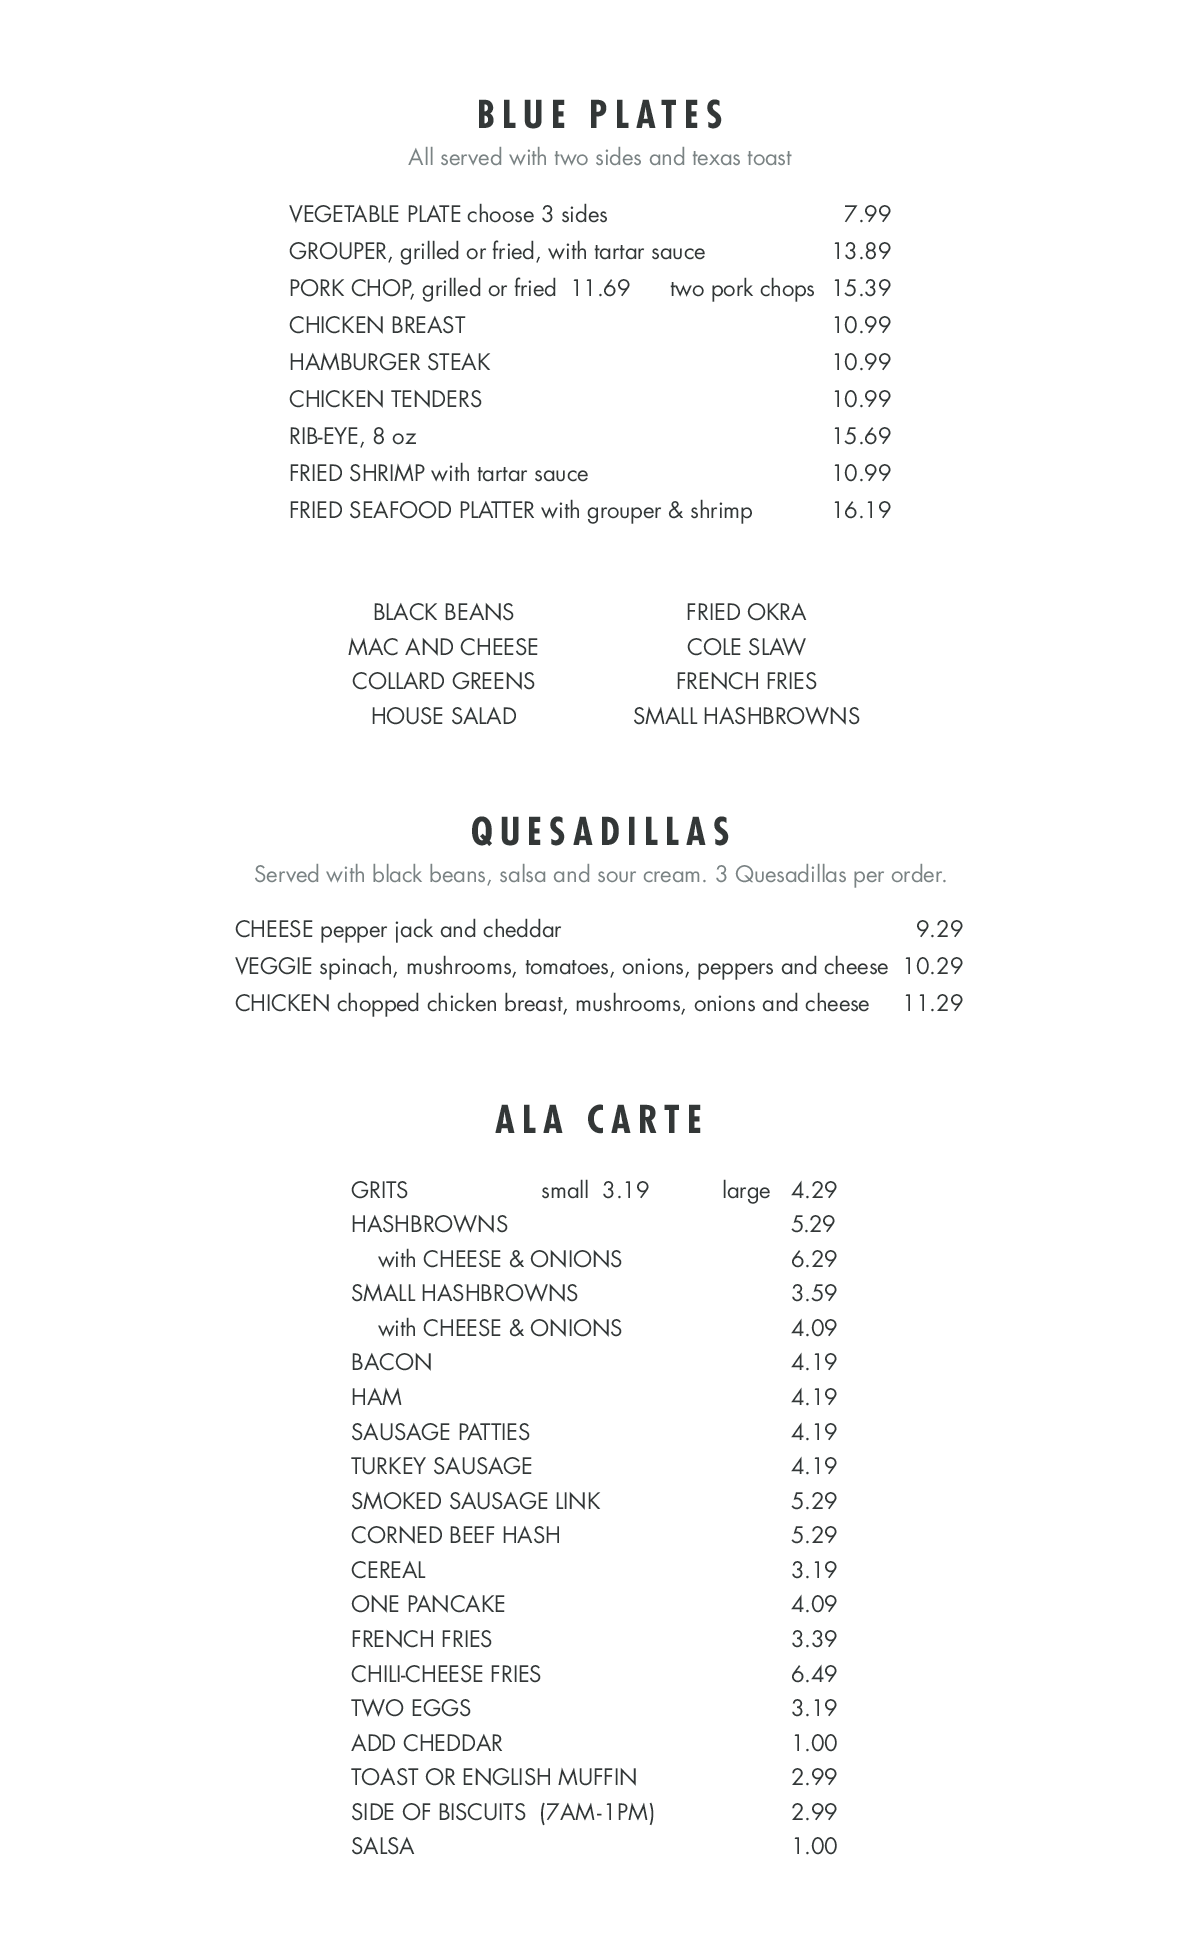 BLUE PLATES
All served with two sides and texas toast
VEGETABLE PLATE choose 3 sides 7.99
GROUPER, grilled or fried, with tartar sauce 13.89
PORK CHOP, grilled or fried 11.69 two pork chops 15.39
CHICKEN BREAST 10.99
HAMBURGER STEAK 10.99
CHICKEN TENDERS 10.99
RIB-EYE, 8 oz 15.69
FRIED SHRIMP with tartar sauce 10.99
FRIED SEAFOOD PLATTER with grouper & shrimp 16.19
BLACK BEANS FRIED OKRA
MAC AND CHEESE COLE SLAW
COLLARD GREENS FRENCH FRIES
HOUSE SALAD SMALL HASHBROWNS
QUESADILLAS
Served with black beans, salsa and sour cream. 3 Quesadillas per order.
CHEESE pepper jack and cheddar 9.29
VEGGIE spinach, mushrooms, tomatoes, onions, peppers and cheese 10.29
CHICKEN chopped chicken breast, mushrooms, onions and cheese 11.29
ALA CARTE
GRITS small 3.19 large 4.29
HASHBROWNS 5.29
with CHEESE & ONIONS 6.29
SMALL HASHBROWNS 3.59
with CHEESE & ONIONS 4.09
BACON 4.19
HAM 4.19
SAUSAGE PATTIES 4.19
TURKEY SAUSAGE 4.19
SMOKED SAUSAGE LINK 5.29
CORNED BEEF HASH 5.29
CEREAL 3.19
ONE PANCAKE 4.09
FRENCH FRIES 3.39
CHILI-CHEESE FRIES 6.49
TWO EGGS 3.19
ADD CHEDDAR 1.00
TOAST OR ENGLISH MUFFIN 2.99
SIDE OF BISCUITS (7AM-1PM) 2.99
SALSA 1.00